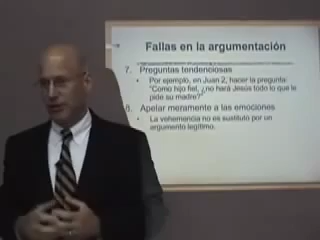 Fallas en la argumentación
7. Preguntas tendenciosas
• Por ejemplo, en Juan 2, hacer la pregunta:
"Como hijo fiel, ¿no hará Jesús todo lo que le
pide su madre?"
8. Apelar meramente a las emociones
• La vehemencia no es sustituto por un
argumento legítimo.